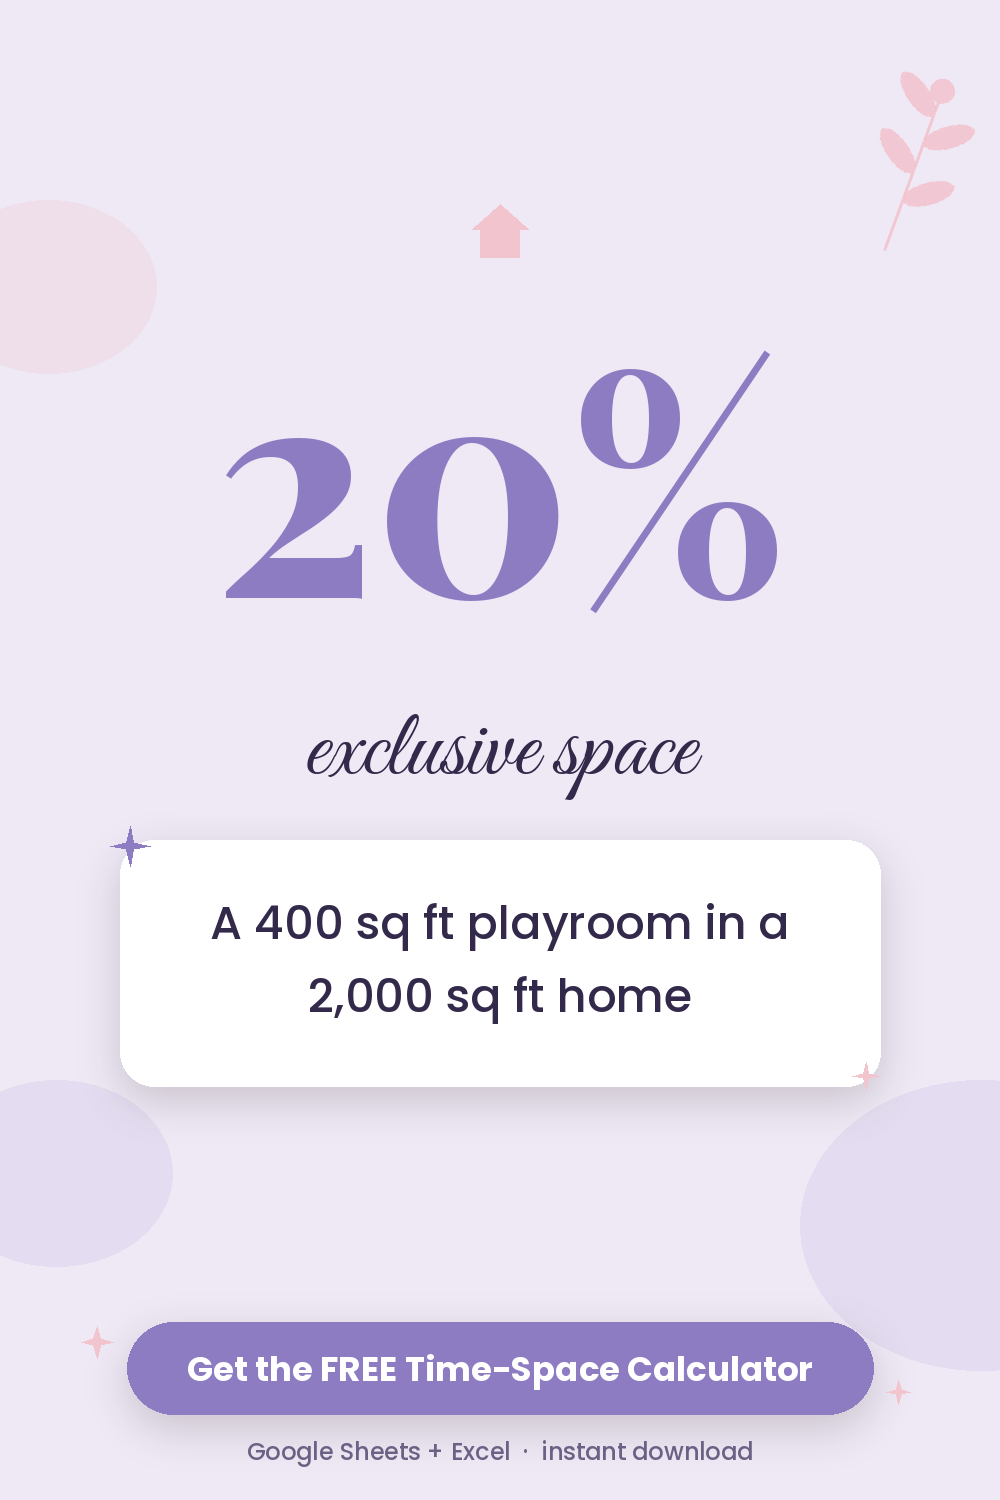 20%
exclusive space
A 400 sq ft playroom in a
2,000 sq ft home
Get the FREE Time-Space Calculator
Google Sheets + Excel · instant download